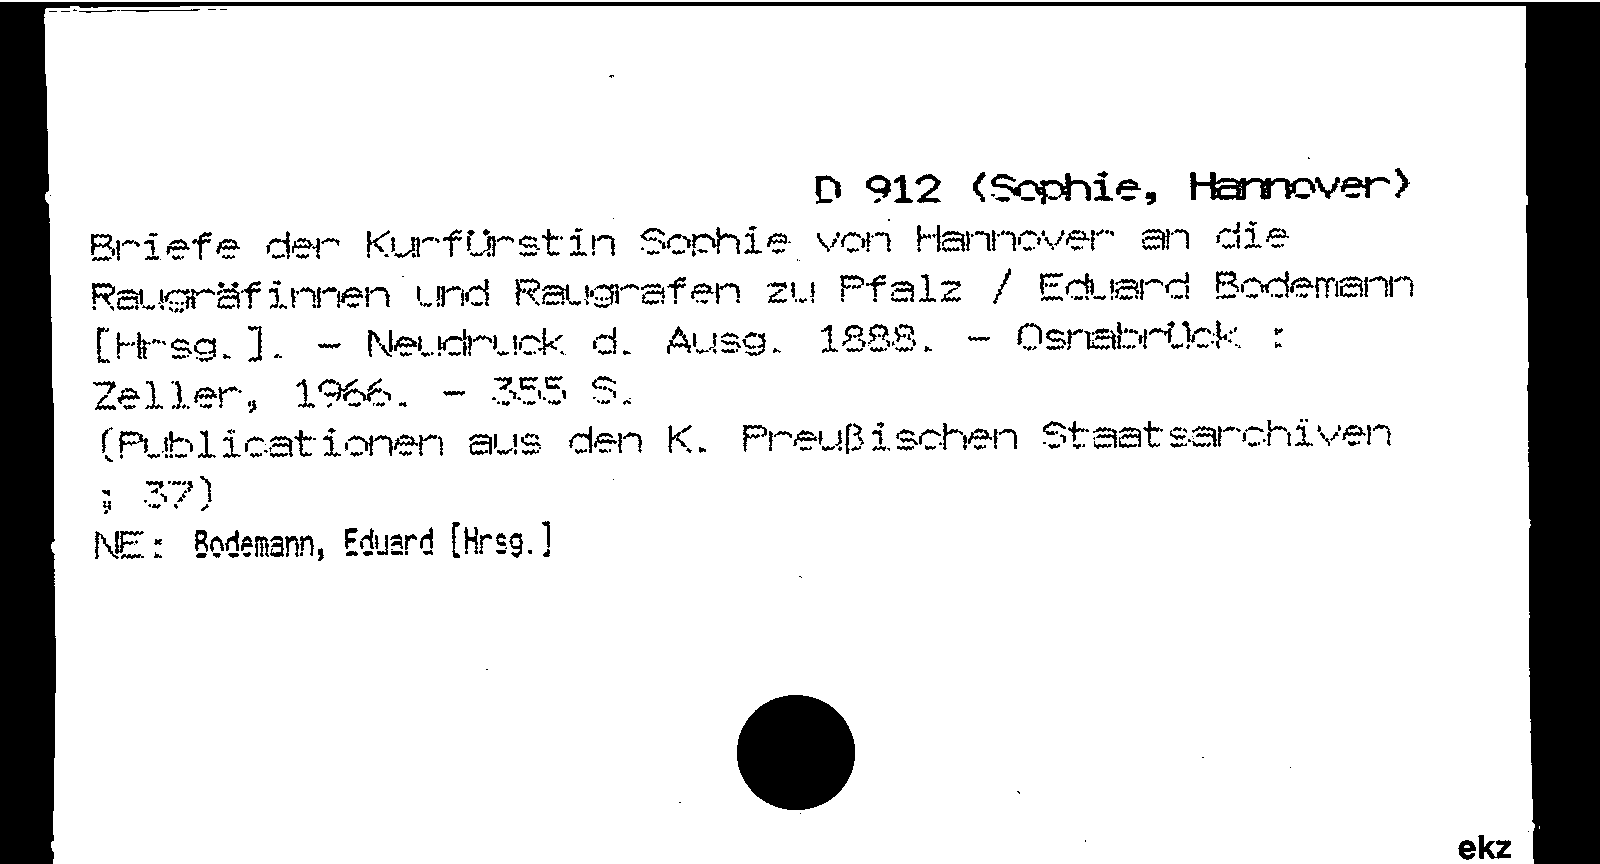 D 912 (Sophie, Hannover)
Briefe der Kurfürstin Sophie von Hannover an die
Raugräfinnen und Raugrafen zu Pfalz / Eduard Bodemann
[Hrsg.]. - Neudruck d. Ausg. 1888. - Osnabrück :
Zeller, 1966. - 355 S.
(Publicationen aus den K. Preußischen Staatsarchiven
; 37)
NE: Bodemann, Eduard [Hrsg.]
ekz